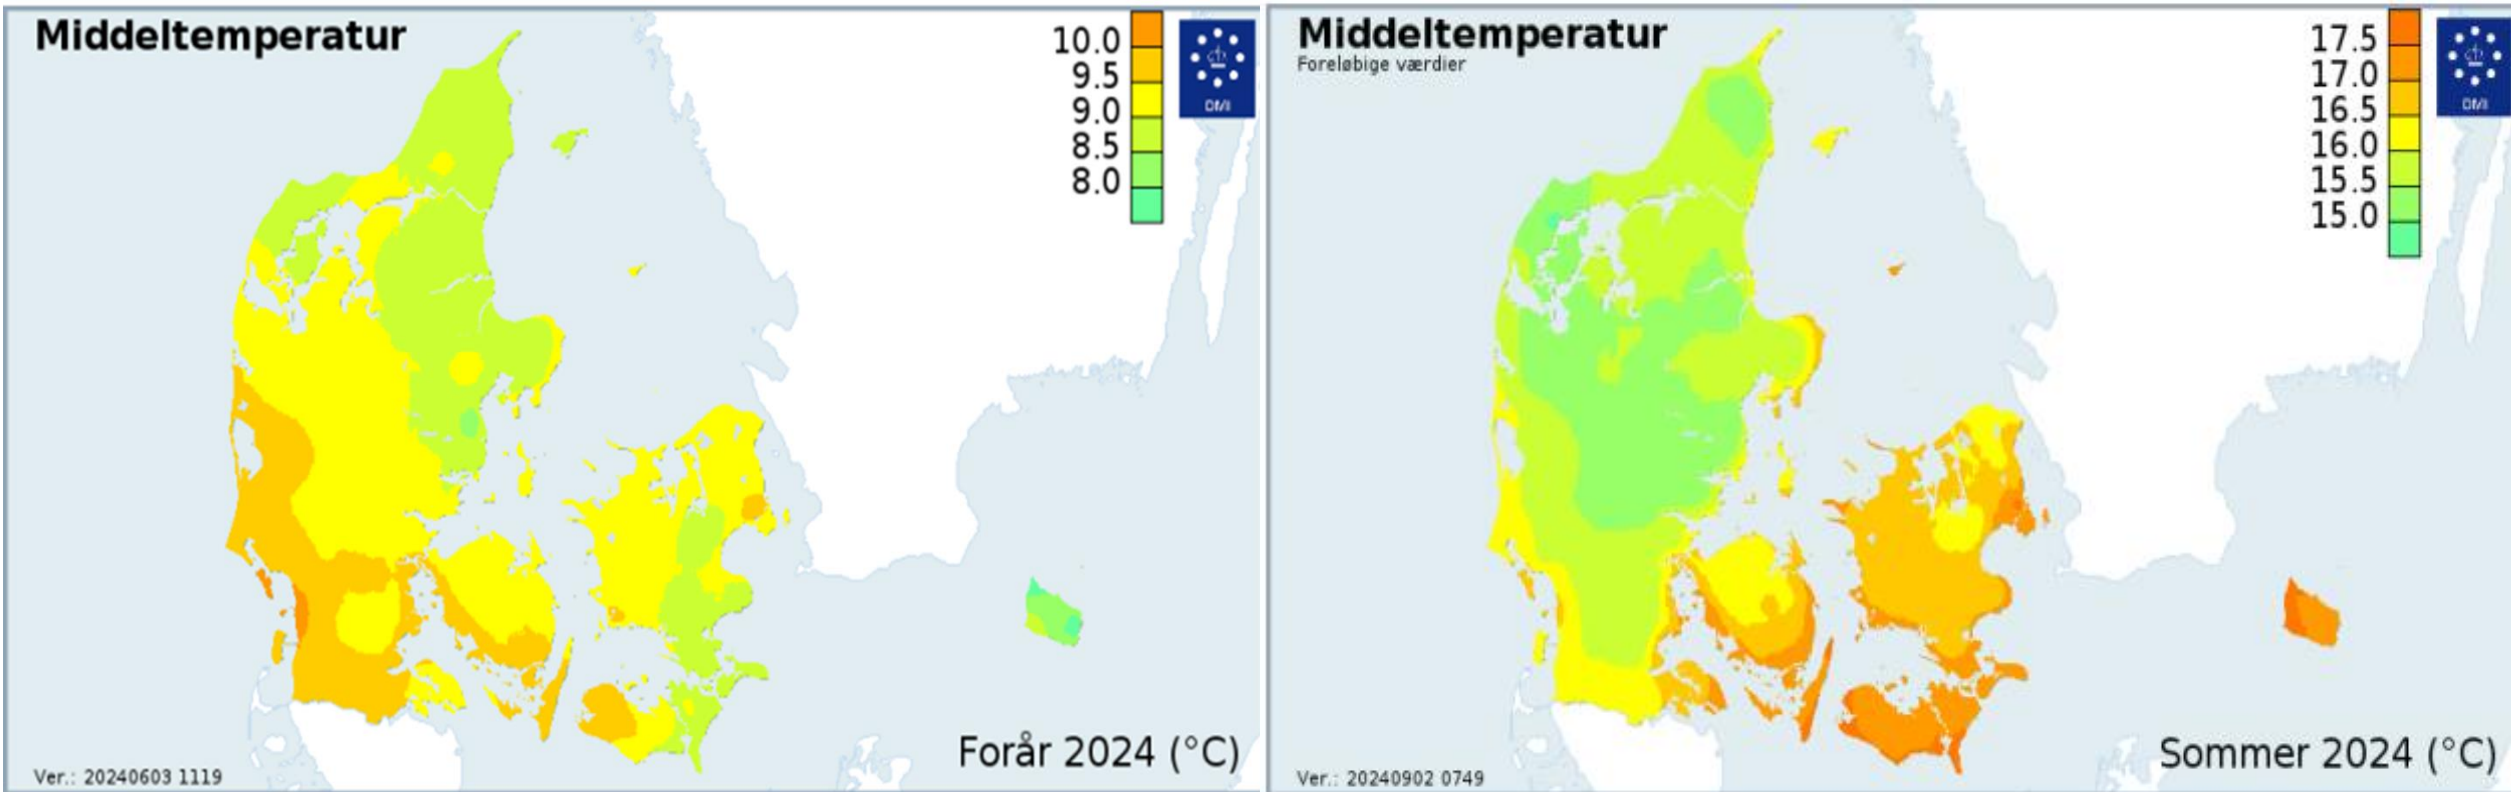 Middeltemperatur
10.0
9.5
9.0
8.5
8.0
DMI
Forår 2024 (°C)
Ver.: 20240603 1119
Middeltemperatur
Foreløbige værdier
17.5
17.0
16.5
16.0
15.5
15.0
DMI
Sommer 2024 (°C)
Ver.: 20240902 0749